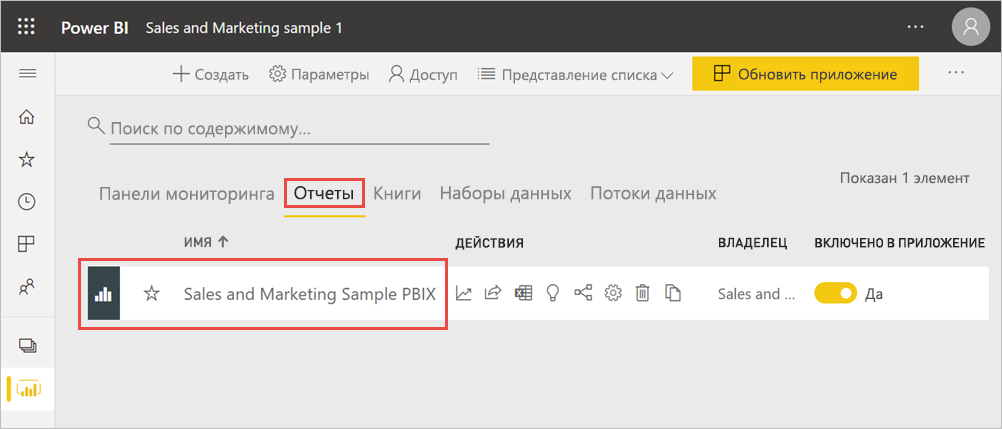 Power BI Sales and Marketing sample 1
Создать Параметры Доступ Представление списка Обновить приложение
Поиск по содержимому...
Панели мониторинга Отчеты Книги Наборы данных Потоки данных Показан 1 элемент
ИМЯ ДЕЙСТВИЯ ВЛАДЕЛЕЦ ВКЛЮЧЕНО В ПРИЛОЖЕНИЕ
Sales and Marketing Sample PBIX Sales and ... Да